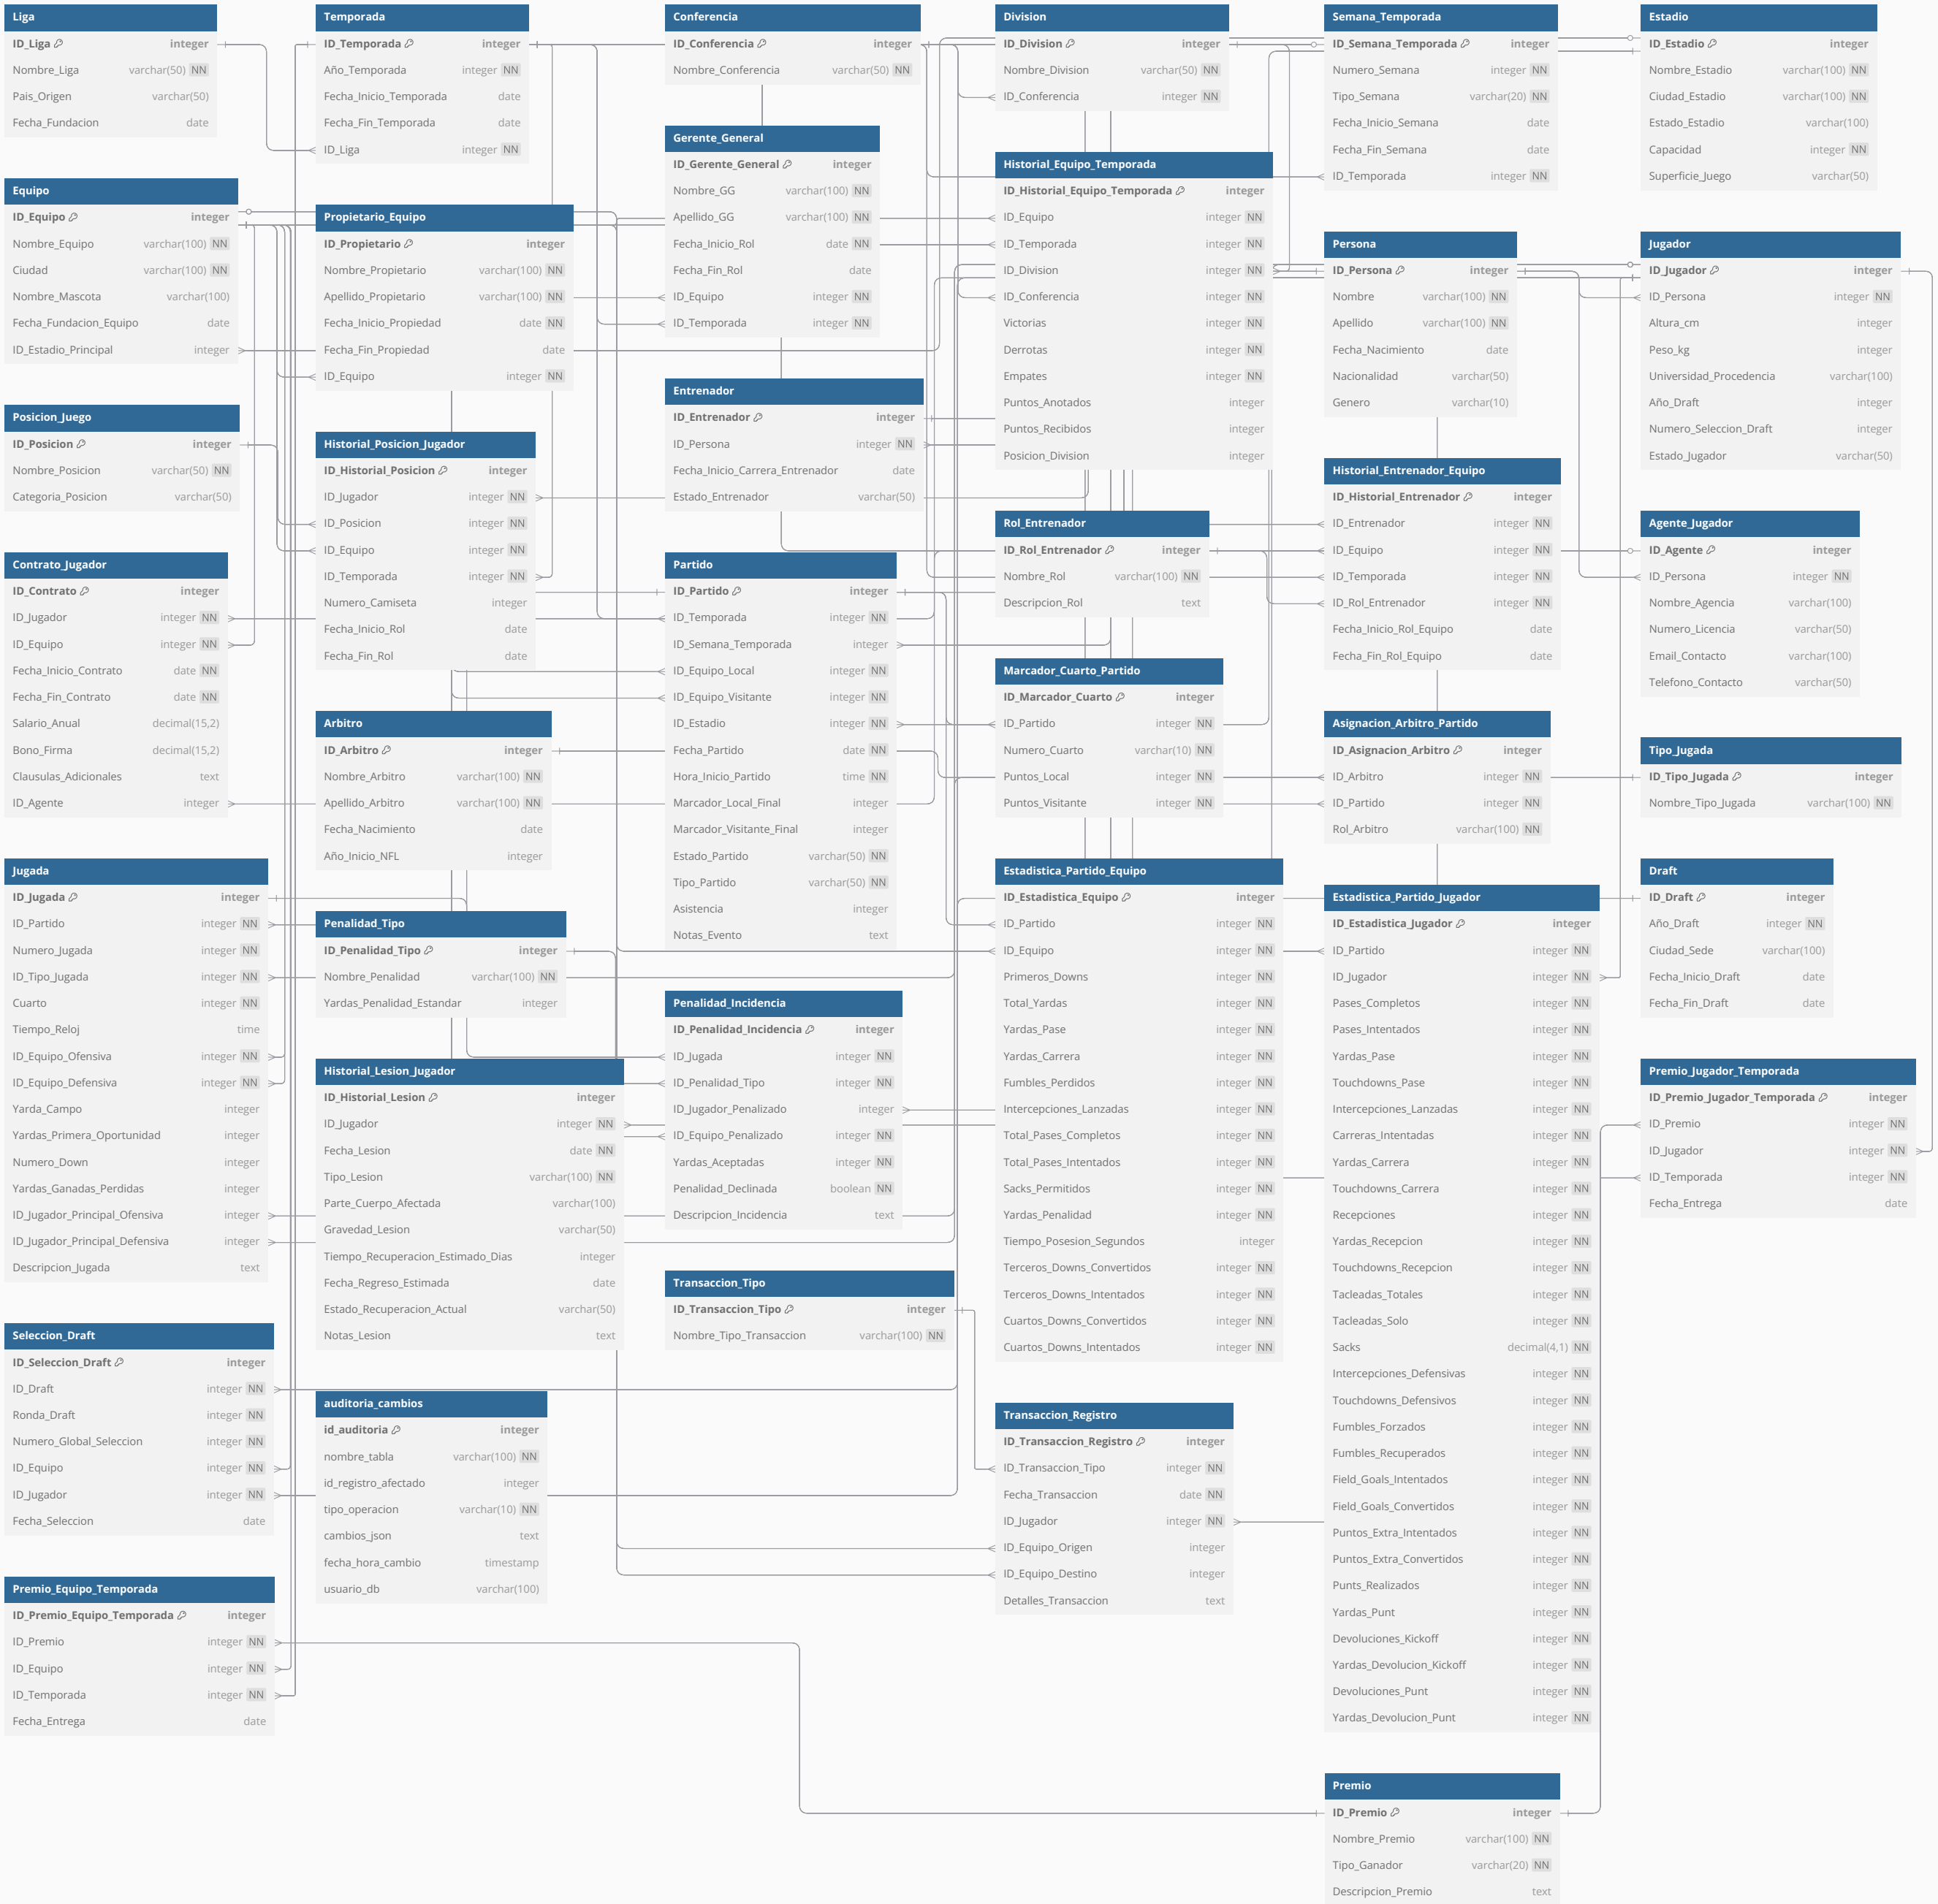 Liga
ID_Liga integer
Nombre_Liga varchar(50) NN
Pais_Origen varchar(50)
Fecha_Fundacion date
Temporada
ID_Temporada integer
Año_Temporada integer NN
Fecha_Inicio_Temporada date
Fecha_Fin_Temporada date
ID_Liga integer NN
Conferencia
ID_Conferencia integer
Nombre_Conferencia varchar(50) NN
Division
ID_Division integer
Nombre_Division varchar(50) NN
ID_Conferencia integer NN
Semana_Temporada
ID_Semana_Temporada integer
Numero_Semana integer NN
Tipo_Semana varchar(20) NN
Fecha_Inicio_Semana date
Fecha_Fin_Semana date
ID_Temporada integer NN
Estadio
ID_Estadio integer
Nombre_Estadio varchar(100) NN
Ciudad_Estadio varchar(100) NN
Estado_Estadio varchar(100)
Capacidad integer NN
Superficie_Juego varchar(50)
Equipo
ID_Equipo integer
Nombre_Equipo varchar(100) NN
Ciudad varchar(100) NN
Nombre_Mascota varchar(100)
Fecha_Fundacion_Equipo date
ID_Estadio_Principal integer
Propietario_Equipo
ID_Propietario integer
Nombre_Propietario varchar(100) NN
Apellido_Propietario varchar(100) NN
Fecha_Inicio_Propiedad date NN
Fecha_Fin_Propiedad date
ID_Equipo integer NN
Gerente_General
ID_Gerente_General integer
Nombre_GG varchar(100) NN
Apellido_GG varchar(100) NN
Fecha_Inicio_Rol date NN
Fecha_Fin_Rol date
ID_Equipo integer NN
ID_Temporada integer NN
Historial_Equipo_Temporada
ID_Historial_Equipo_Temporada integer
ID_Equipo integer NN
ID_Temporada integer NN
ID_Division integer NN
ID_Conferencia integer NN
Victorias integer NN
Derrotas integer NN
Empates integer NN
Puntos_Anotados integer
Puntos_Recibidos integer
Posicion_Division integer
Persona
ID_Persona integer
Nombre varchar(100) NN
Apellido varchar(100) NN
Fecha_Nacimiento date
Nacionalidad varchar(50)
Genero varchar(10)
Jugador
ID_Jugador integer
ID_Persona integer NN
Altura_cm integer
Peso_kg integer
Universidad_Procedencia varchar(100)
Año_Draft integer
Numero_Seleccion_Draft integer
Estado_Jugador varchar(50)
Posicion_Juego
ID_Posicion integer
Nombre_Posicion varchar(50) NN
Categoria_Posicion varchar(50)
Historial_Posicion_Jugador
ID_Historial_Posicion integer
ID_Jugador integer NN
ID_Posicion integer NN
ID_Equipo integer NN
ID_Temporada integer NN
Numero_Camiseta integer
Fecha_Inicio_Rol date
Fecha_Fin_Rol date
Entrenador
ID_Entrenador integer
ID_Persona integer NN
Fecha_Inicio_Carrera_Entrenador date
Estado_Entrenador varchar(50)
Rol_Entrenador
ID_Rol_Entrenador integer
Nombre_Rol varchar(100) NN
Descripcion_Rol text
Historial_Entrenador_Equipo
ID_Historial_Entrenador integer
ID_Entrenador integer NN
ID_Equipo integer NN
ID_Temporada integer NN
ID_Rol_Entrenador integer NN
Fecha_Inicio_Rol_Equipo date
Fecha_Fin_Rol_Equipo date
Agente_Jugador
ID_Agente integer
ID_Persona integer NN
Nombre_Agencia varchar(100)
Numero_Licencia varchar(50)
Email_Contacto varchar(100)
Telefono_Contacto varchar(50)
Contrato_Jugador
ID_Contrato integer
ID_Jugador integer NN
ID_Equipo integer NN
Fecha_Inicio_Contrato date NN
Fecha_Fin_Contrato date NN
Salario_Anual decimal(15,2)
Bono_Firma decimal(15,2)
Clausulas_Adicionales text
ID_Agente integer
Arbitro
ID_Arbitro integer
Nombre_Arbitro varchar(100) NN
Apellido_Arbitro varchar(100) NN
Fecha_Nacimiento date
Año_Inicio_NFL integer
Partido
ID_Partido integer
ID_Temporada integer NN
ID_Semana_Temporada integer NN
ID_Equipo_Local integer NN
ID_Equipo_Visitante integer NN
ID_Estadio integer NN
Fecha_Partido date NN
Hora_Inicio_Partido time NN
Marcador_Local_Final integer
Marcador_Visitante_Final integer
Estado_Partido varchar(50) NN
Tipo_Partido varchar(50) NN
Asistencia integer
Notas_Evento text
Marcador_Cuarto_Partido
ID_Marcador_Cuarto integer
ID_Partido integer NN
Numero_Cuarto varchar(10) NN
Puntos_Local integer NN
Puntos_Visitante integer NN
Asignacion_Arbitro_Partido
ID_Asignacion_Arbitro integer
ID_Arbitro integer NN
ID_Partido integer NN
Rol_Arbitro varchar(100) NN
Tipo_Jugada
ID_Tipo_Jugada integer
Nombre_Tipo_Jugada varchar(100) NN
Jugada
ID_Jugada integer
ID_Partido integer NN
Numero_Jugada integer NN
ID_Tipo_Jugada integer NN
Cuarto integer NN
Tiempo_Reloj time
ID_Equipo_Ofensiva integer NN
ID_Equipo_Defensiva integer NN
Yarda_Campo integer
Yardas_Primera_Oportunidad integer
Numero_Down integer
Yardas_Ganadas_Perdidas integer
ID_Jugador_Principal_Ofensiva integer
ID_Jugador_Principal_Defensiva integer
Descripcion_Jugada text
Penalidad_Tipo
ID_Penalidad_Tipo integer
Nombre_Penalidad varchar(100) NN
Yardas_Penalidad_Estandar integer
Penalidad_Incidencia
ID_Penalidad_Incidencia integer
ID_Jugada integer NN
ID_Penalidad_Tipo integer NN
ID_Jugador_Penalizado integer
ID_Equipo_Penalizado integer NN
Yardas_Aceptadas integer NN
Penalidad_Declinada boolean NN
Descripcion_Incidencia text
Estadistica_Partido_Equipo
ID_Estadistica_Equipo integer
ID_Partido integer NN
ID_Equipo integer NN
Primeros_Downs integer NN
Total_Yardas integer NN
Yardas_Pase integer NN
Yardas_Carrera integer NN
Fumbles_Perdidos integer NN
Intercepciones_Lanzadas integer NN
Total_Pases_Completos integer NN
Total_Pases_Intentados integer NN
Sacks_Permitidos integer NN
Yardas_Penalidad integer NN
Tiempo_Posesion_Segundos integer
Terceros_Downs_Convertidos integer NN
Terceros_Downs_Intentados integer NN
Cuartos_Downs_Convertidos integer NN
Cuartos_Downs_Intentados integer NN
Estadistica_Partido_Jugador
ID_Estadistica_Jugador integer
ID_Partido integer NN
ID_Jugador integer NN
Pases_Completos integer NN
Pases_Intentados integer NN
Yardas_Pase integer NN
Touchdowns_Pase integer NN
Intercepciones_Lanzadas integer NN
Carreras_Intentadas integer NN
Yardas_Carrera integer NN
Touchdowns_Carrera integer NN
Recepciones integer NN
Yardas_Recepcion integer NN
Touchdowns_Recepcion integer NN
Tacleadas_Totales integer NN
Tacleadas_Solo integer NN
Sacks decimal(4,1) NN
Intercepciones_Defensivas integer NN
Touchdowns_Defensivos integer NN
Fumbles_Forzados integer NN
Fumbles_Recuperados integer NN
Field_Goals_Intentados integer NN
Field_Goals_Convertidos integer NN
Puntos_Extra_Intentados integer NN
Puntos_Extra_Convertidos integer NN
Punts_Realizados integer NN
Yardas_Punt integer NN
Devoluciones_Kickoff integer NN
Yardas_Devolucion_Kickoff integer NN
Devoluciones_Punt integer NN
Yardas_Devolucion_Punt integer NN
Draft
ID_Draft integer
Año_Draft integer NN
Ciudad_Sede varchar(100)
Fecha_Inicio_Draft date
Fecha_Fin_Draft date
Historial_Lesion_Jugador
ID_Historial_Lesion integer
ID_Jugador integer NN
Fecha_Lesion date NN
Tipo_Lesion varchar(100) NN
Parte_Cuerpo_Afectada varchar(100)
Gravedad_Lesion varchar(50)
Tiempo_Recuperacion_Estimado_Dias integer
Fecha_Regreso_Estimada date
Estado_Recuperacion_Actual varchar(50)
Notas_Lesion text
Premio_Jugador_Temporada
ID_Premio_Jugador_Temporada integer
ID_Premio integer NN
ID_Jugador integer NN
ID_Temporada integer NN
Fecha_Entrega date
Transaccion_Tipo
ID_Transaccion_Tipo integer
Nombre_Tipo_Transaccion varchar(100) NN
Seleccion_Draft
ID_Seleccion_Draft integer
ID_Draft integer NN
Ronda_Draft integer NN
Numero_Global_Seleccion integer NN
ID_Equipo integer NN
ID_Jugador integer NN
Fecha_Seleccion date
auditoria_cambios
id_auditoria integer
nombre_tabla varchar(100) NN
id_registro_afectado integer
tipo_operacion varchar(10) NN
cambios_json text
fecha_hora_cambio timestamp
usuario_db varchar(100)
Transaccion_Registro
ID_Transaccion_Registro integer
ID_Transaccion_Tipo integer NN
Fecha_Transaccion date NN
ID_Jugador integer NN
ID_Equipo_Origen integer
ID_Equipo_Destino integer
Detalles_Transaccion text
Premio_Equipo_Temporada
ID_Premio_Equipo_Temporada integer
ID_Premio integer NN
ID_Equipo integer NN
ID_Temporada integer NN
Fecha_Entrega date
Premio
ID_Premio integer
Nombre_Premio varchar(100) NN
Tipo_Ganador varchar(20) NN
Descripcion_Premio text